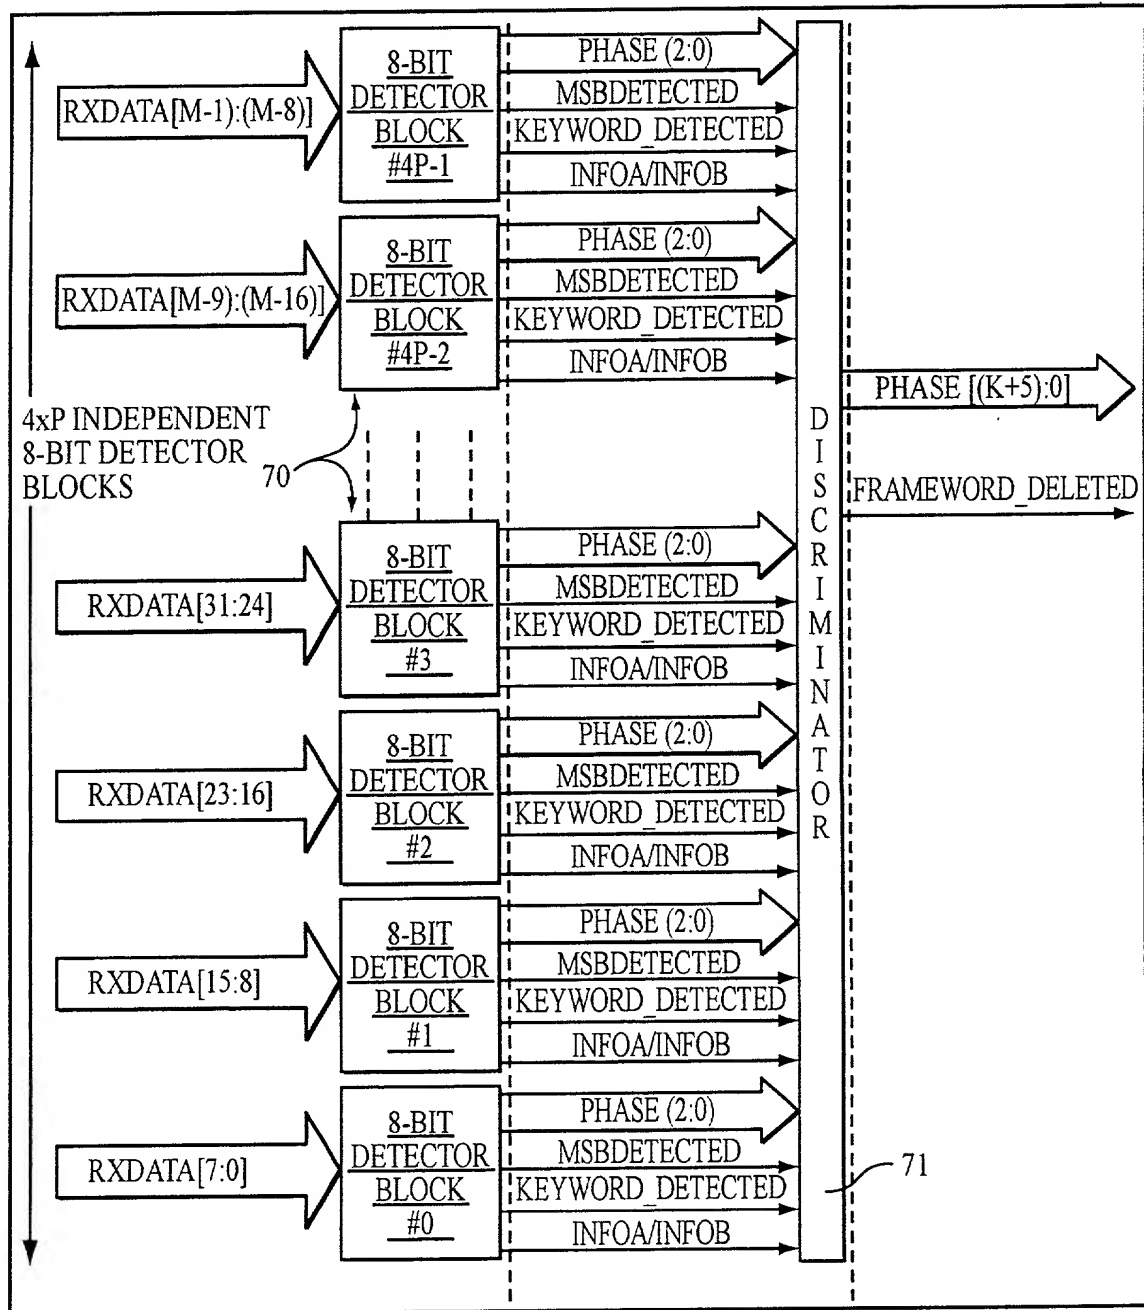 RXDATA[M-1):(M-8)]
8-BIT
DETECTOR
BLOCK
#4P-1
PHASE (2:0)
MSBDETECTED
KEYWORD_DETECTED
INFOA/INFOB
RXDATA[M-9):(M-16)]
8-BIT
DETECTOR
BLOCK
#4P-2
PHASE (2:0)
MSBDETECTED
KEYWORD_DETECTED
INFOA/INFOB
4xP INDEPENDENT
8-BIT DETECTOR
BLOCKS
70
RXDATA[31:24]
8-BIT
DETECTOR
BLOCK
#3
PHASE (2:0)
MSBDETECTED
KEYWORD_DETECTED
INFOA/INFOB
RXDATA[23:16]
8-BIT
DETECTOR
BLOCK
#2
PHASE (2:0)
MSBDETECTED
KEYWORD_DETECTED
INFOA/INFOB
RXDATA[15:8]
8-BIT
DETECTOR
BLOCK
#1
PHASE (2:0)
MSBDETECTED
KEYWORD_DETECTED
INFOA/INFOB
RXDATA[7:0]
8-BIT
DETECTOR
BLOCK
#0
PHASE (2:0)
MSBDETECTED
KEYWORD_DETECTED
INFOA/INFOB
DISCRIMINATOR
71
PHASE [(K+5):0]
FRAMEWORD_DELETED